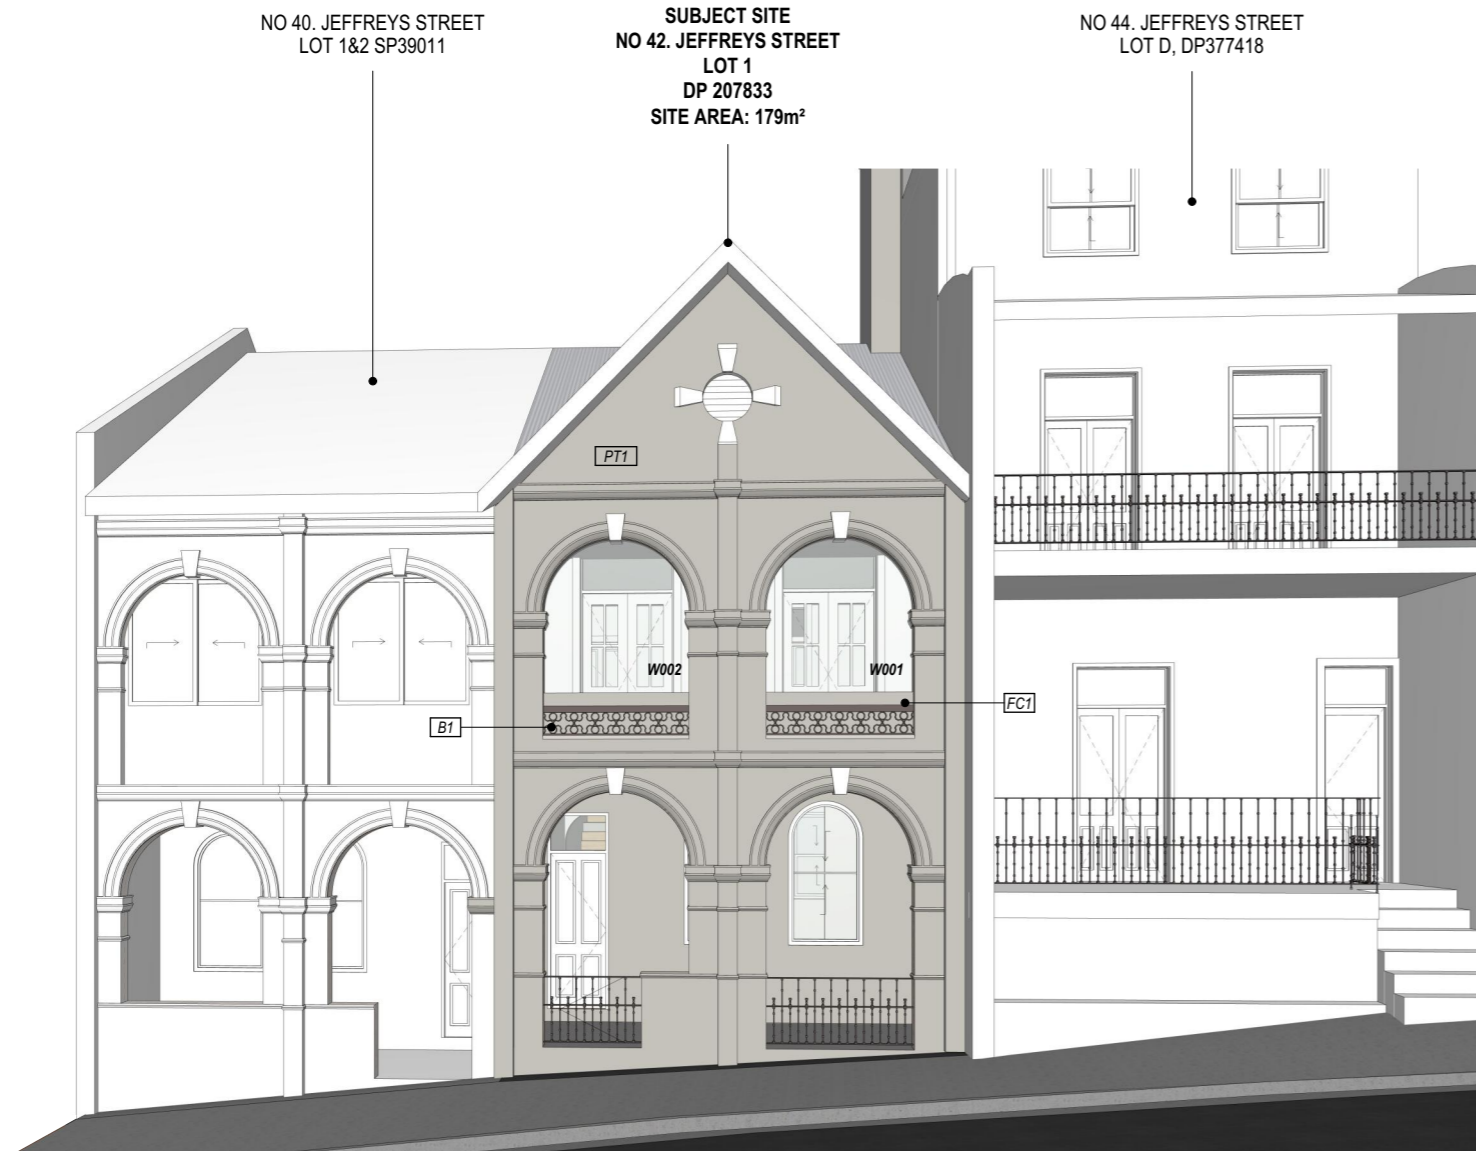 NO 40. JEFFREYS STREET
LOT 1&2 SP39011
SUBJECT SITE
NO 42. JEFFREYS STREET
LOT 1
DP 207833
SITE AREA: 179m²
NO 44. JEFFREYS STREET
LOT D, DP377418
PT1
W002
W001
B1
FC1